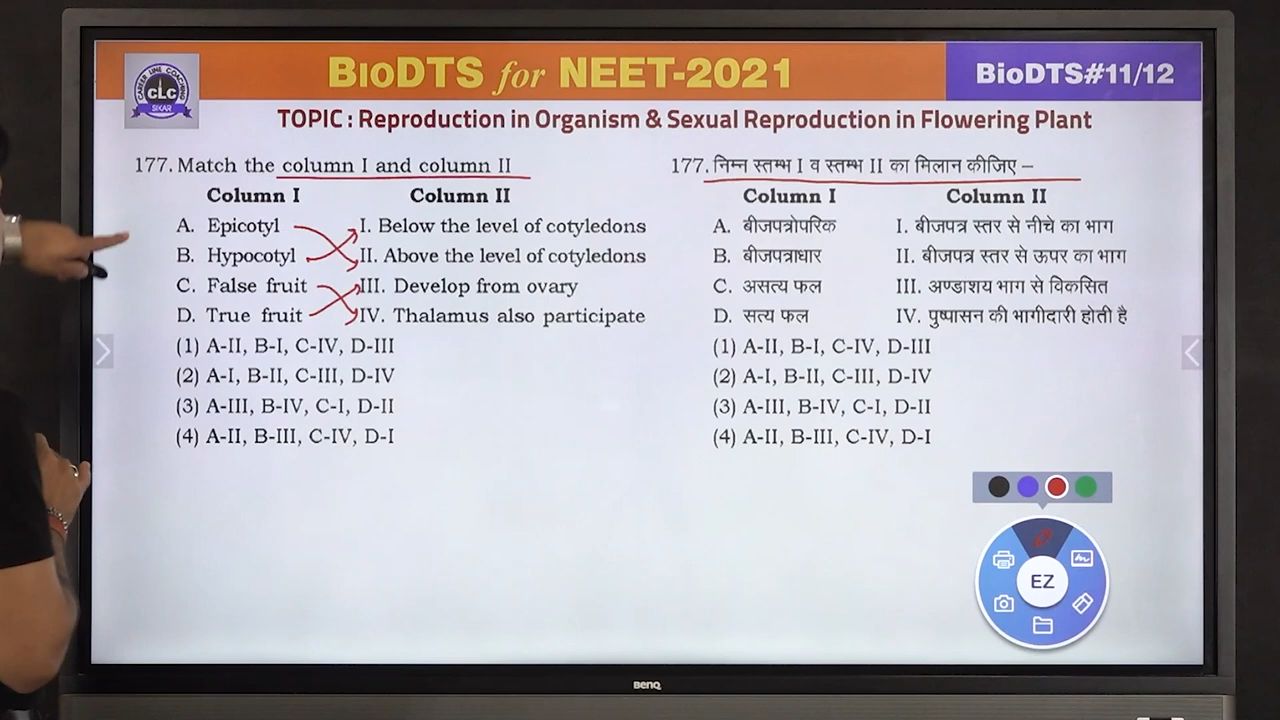 BioDTS for NEET-2021
BioDTS#11/12
CAREER LINE COACHING
CLC
SIKAR
TOPIC : Reproduction in Organism & Sexual Reproduction in Flowering Plant
177. Match the column I and column II
Column I Column II
A. Epicotyl I. Below the level of cotyledons
B. Hypocotyl II. Above the level of cotyledons
C. False fruit III. Develop from ovary
D. True fruit IV. Thalamus also participate
(1) A-II, B-I, C-IV, D-III
(2) A-I, B-II, C-III, D-IV
(3) A-III, B-IV, C-I, D-II
(4) A-II, B-III, C-IV, D-I
177. निम्न स्तम्भ I व स्तम्भ II का मिलान कीजिए –
Column I Column II
A. बीजपत्रोपरिक I. बीजपत्र स्तर से नीचे का भाग
B. बीजपत्राधार II. बीजपत्र स्तर से ऊपर का भाग
C. असत्य फल III. अण्डाशय भाग से विकसित
D. सत्य फल IV. पुष्पासन की भागीदारी होती है
(1) A-II, B-I, C-IV, D-III
(2) A-I, B-II, C-III, D-IV
(3) A-III, B-IV, C-I, D-II
(4) A-II, B-III, C-IV, D-I
EZ
BenQ